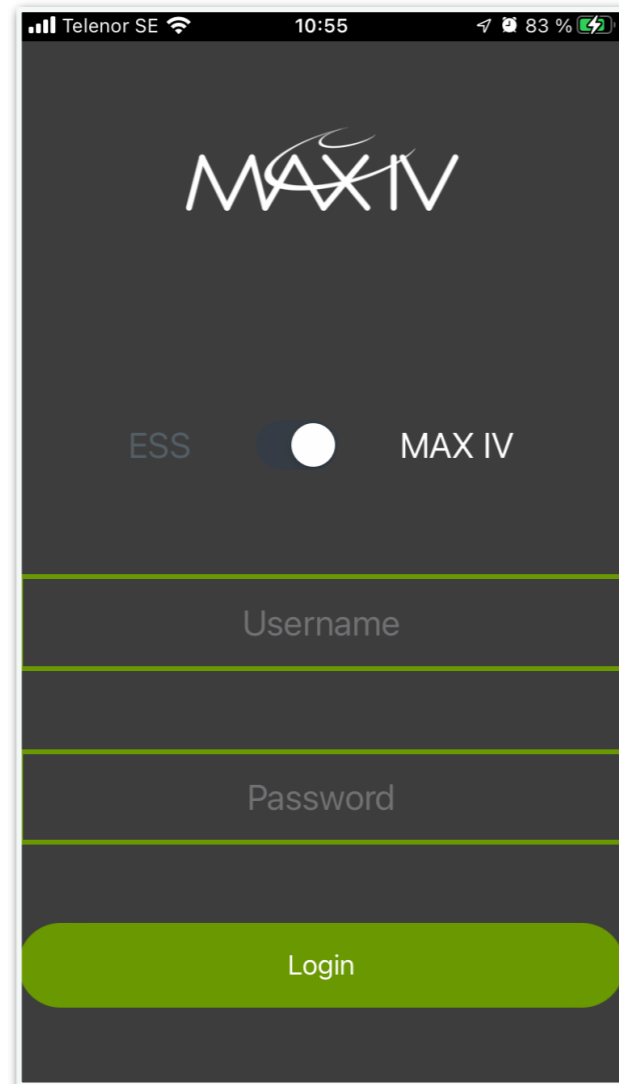 Telenor SE 10:55 83 %
MAX IV
ESS MAX IV
Username
Password
Login